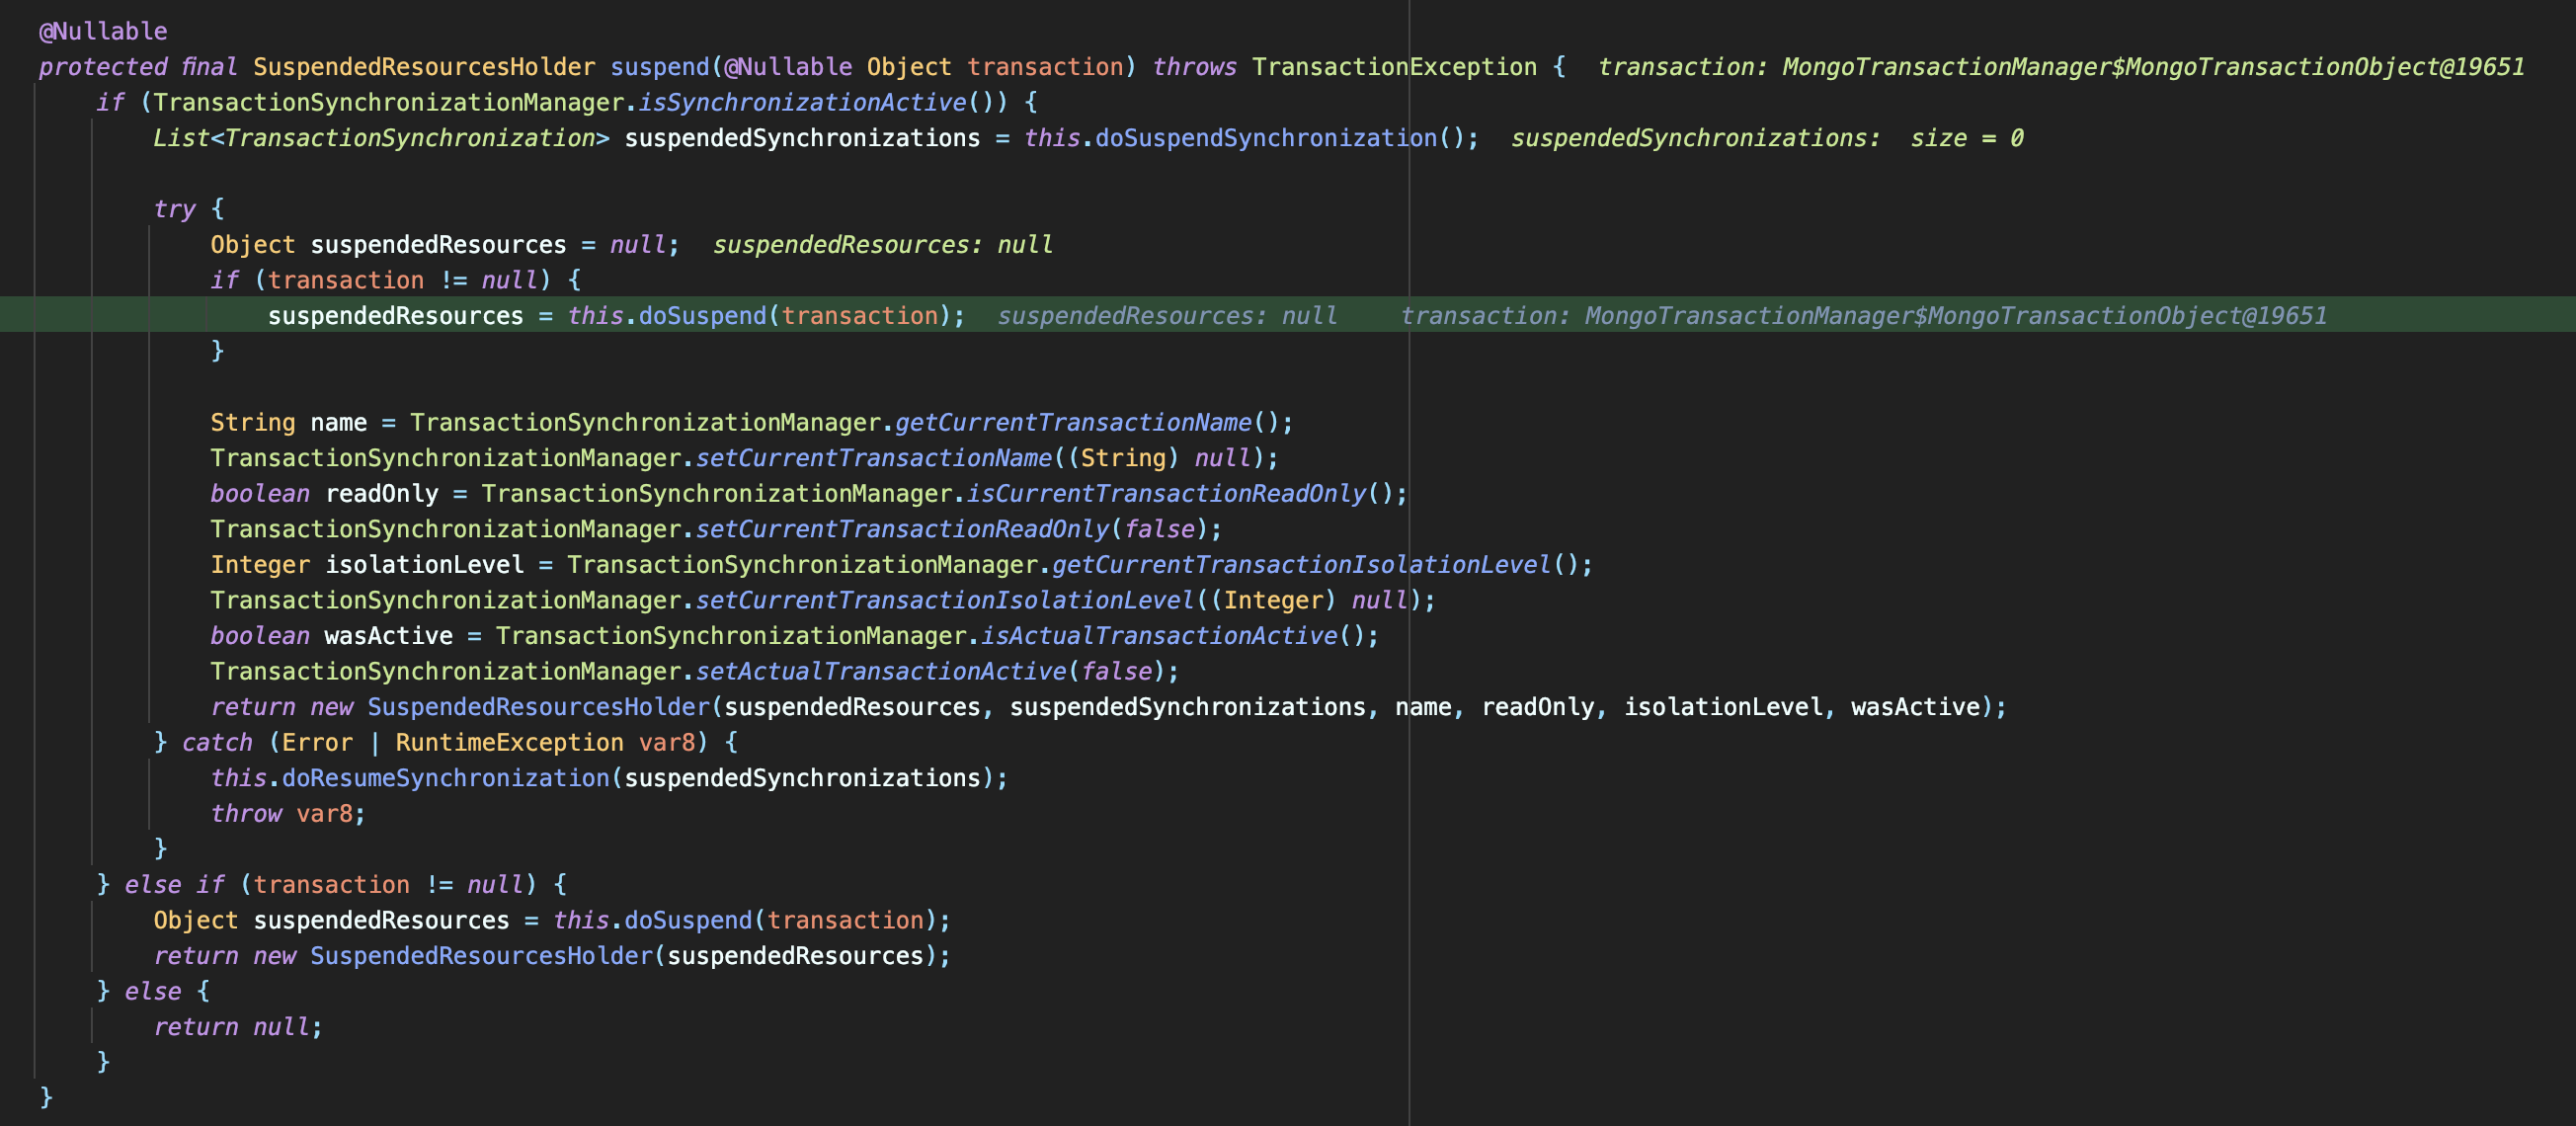 @Nullable
protected final SuspendedResourcesHolder suspend(@Nullable Object transaction) throws TransactionException {  transaction: MongoTransactionManager$MongoTransactionObject@19651
if (TransactionSynchronizationManager.isSynchronizationActive()) {
List<TransactionSynchronization> suspendedSynchronizations = this.doSuspendSynchronization();  suspendedSynchronizations:  size = 0
try {
Object suspendedResources = null;  suspendedResources: null
if (transaction != null) {
suspendedResources = this.doSuspend(transaction);  suspendedResources: null    transaction: MongoTransactionManager$MongoTransactionObject@19651
}
String name = TransactionSynchronizationManager.getCurrentTransactionName();
TransactionSynchronizationManager.setCurrentTransactionName((String) null);
boolean readOnly = TransactionSynchronizationManager.isCurrentTransactionReadOnly();
TransactionSynchronizationManager.setCurrentTransactionReadOnly(false);
Integer isolationLevel = TransactionSynchronizationManager.getCurrentTransactionIsolationLevel();
TransactionSynchronizationManager.setCurrentTransactionIsolationLevel((Integer) null);
boolean wasActive = TransactionSynchronizationManager.isActualTransactionActive();
TransactionSynchronizationManager.setActualTransactionActive(false);
return new SuspendedResourcesHolder(suspendedResources, suspendedSynchronizations, name, readOnly, isolationLevel, wasActive);
} catch (Error | RuntimeException var8) {
this.doResumeSynchronization(suspendedSynchronizations);
throw var8;
}
} else if (transaction != null) {
Object suspendedResources = this.doSuspend(transaction);
return new SuspendedResourcesHolder(suspendedResources);
} else {
return null;
}
}